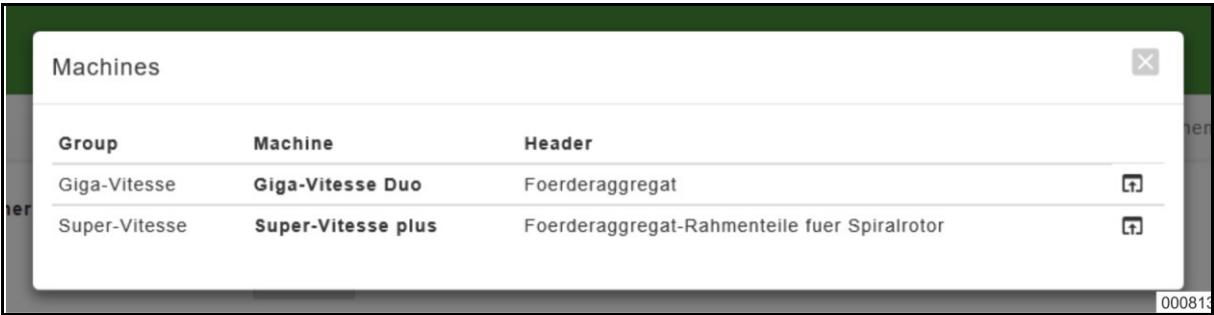 Machines
Group Machine Header
Giga-Vitesse Giga-Vitesse Duo Foerderaggregat
Super-Vitesse Super-Vitesse plus Foerderaggregat-Rahmenteile fuer Spiralrotor
000813